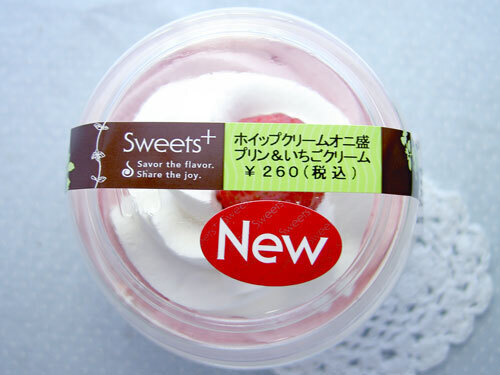 Sweets+
Savor the flavor.
Share the joy.
ホイップクリームオニ盛
プリン&いちごクリーム
¥260(税込)
New